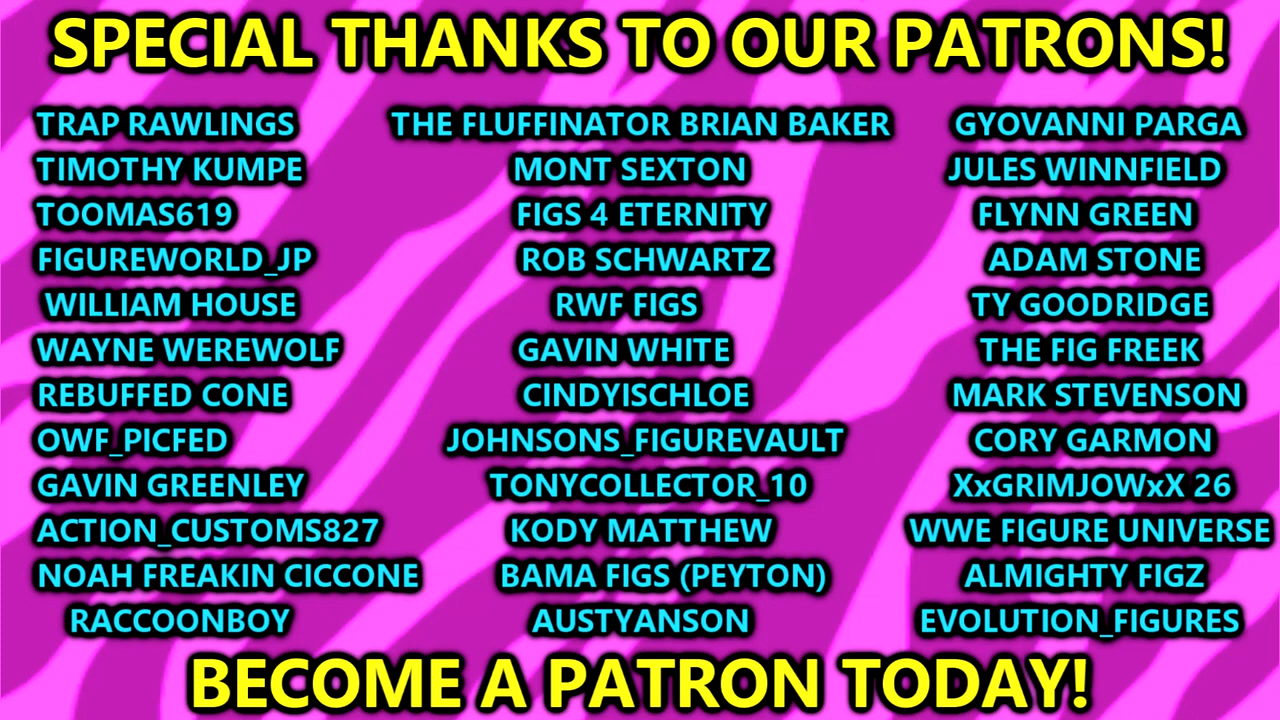 SPECIAL THANKS TO OUR PATRONS!
TRAP RAWLINGS
TIMOTHY KUMPE
TOOMAS619
FIGUREWORLD_JP
WILLIAM HOUSE
WAYNE WEREWOLF
REBUFFED CONE
OWF_PICFED
GAVIN GREENLEY
ACTION_CUSTOMS827
NOAH FREAKIN CICCONE
RACCOONBOY
THE FLUFFINATOR BRIAN BAKER
MONT SEXTON
FIGS 4 ETERNITY
ROB SCHWARTZ
RWF FIGS
GAVIN WHITE
CINDYISCHLOE
JOHNSONS_FIGUREVAULT
TONYCOLLECTOR_10
KODY MATTHEW
BAMA FIGS (PEYTON)
AUSTYANSON
GYOVANNI PARGA
JULES WINNFIELD
FLYNN GREEN
ADAM STONE
TY GOODRIDGE
THE FIG FREEK
MARK STEVENSON
CORY GARMON
XxGRIMJOWxX 26
WWE FIGURE UNIVERSE
ALMIGHTY FIGZ
EVOLUTION_FIGURES
BECOME A PATRON TODAY!